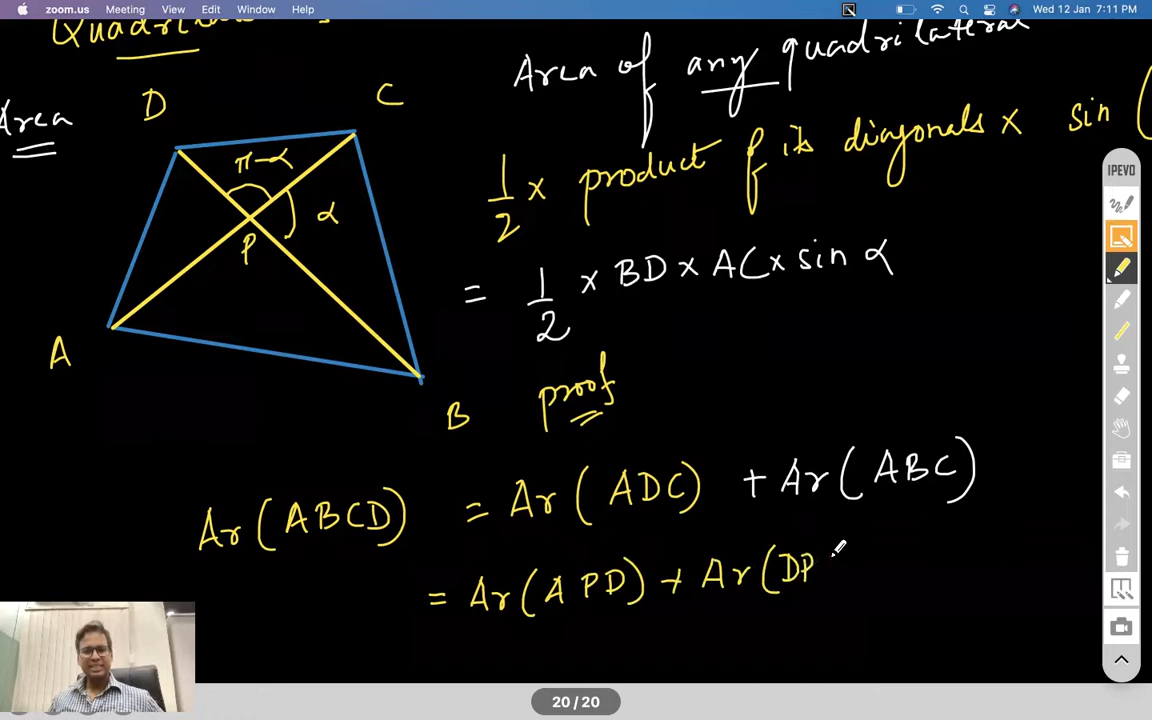 zoom.us Meeting View Edit Window Help Wed 12 Jan 7:11 PM
Area of any quadrilateral
Area
D
C
π-α
α
P
A
B
1/2 × product of its diagonals × sin (
= 1/2 × BD × AC × sin α
proof
Ar(ABCD) = Ar(ADC) + Ar(ABC)
= Ar(APD) + Ar(DP
IPEVO
20/20